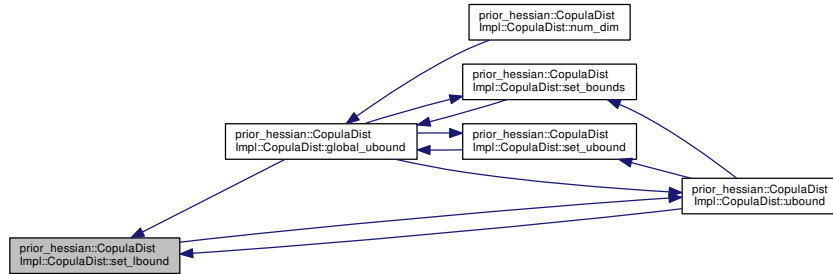 prior_hessian::CopulaDist
Impl::CopulaDist::num_dim
prior_hessian::CopulaDist
Impl::CopulaDist::set_bounds
prior_hessian::CopulaDist
Impl::CopulaDist::global_ubound
prior_hessian::CopulaDist
Impl::CopulaDist::set_ubound
prior_hessian::CopulaDist
Impl::CopulaDist::ubound
prior_hessian::CopulaDist
Impl::CopulaDist::set_lbound